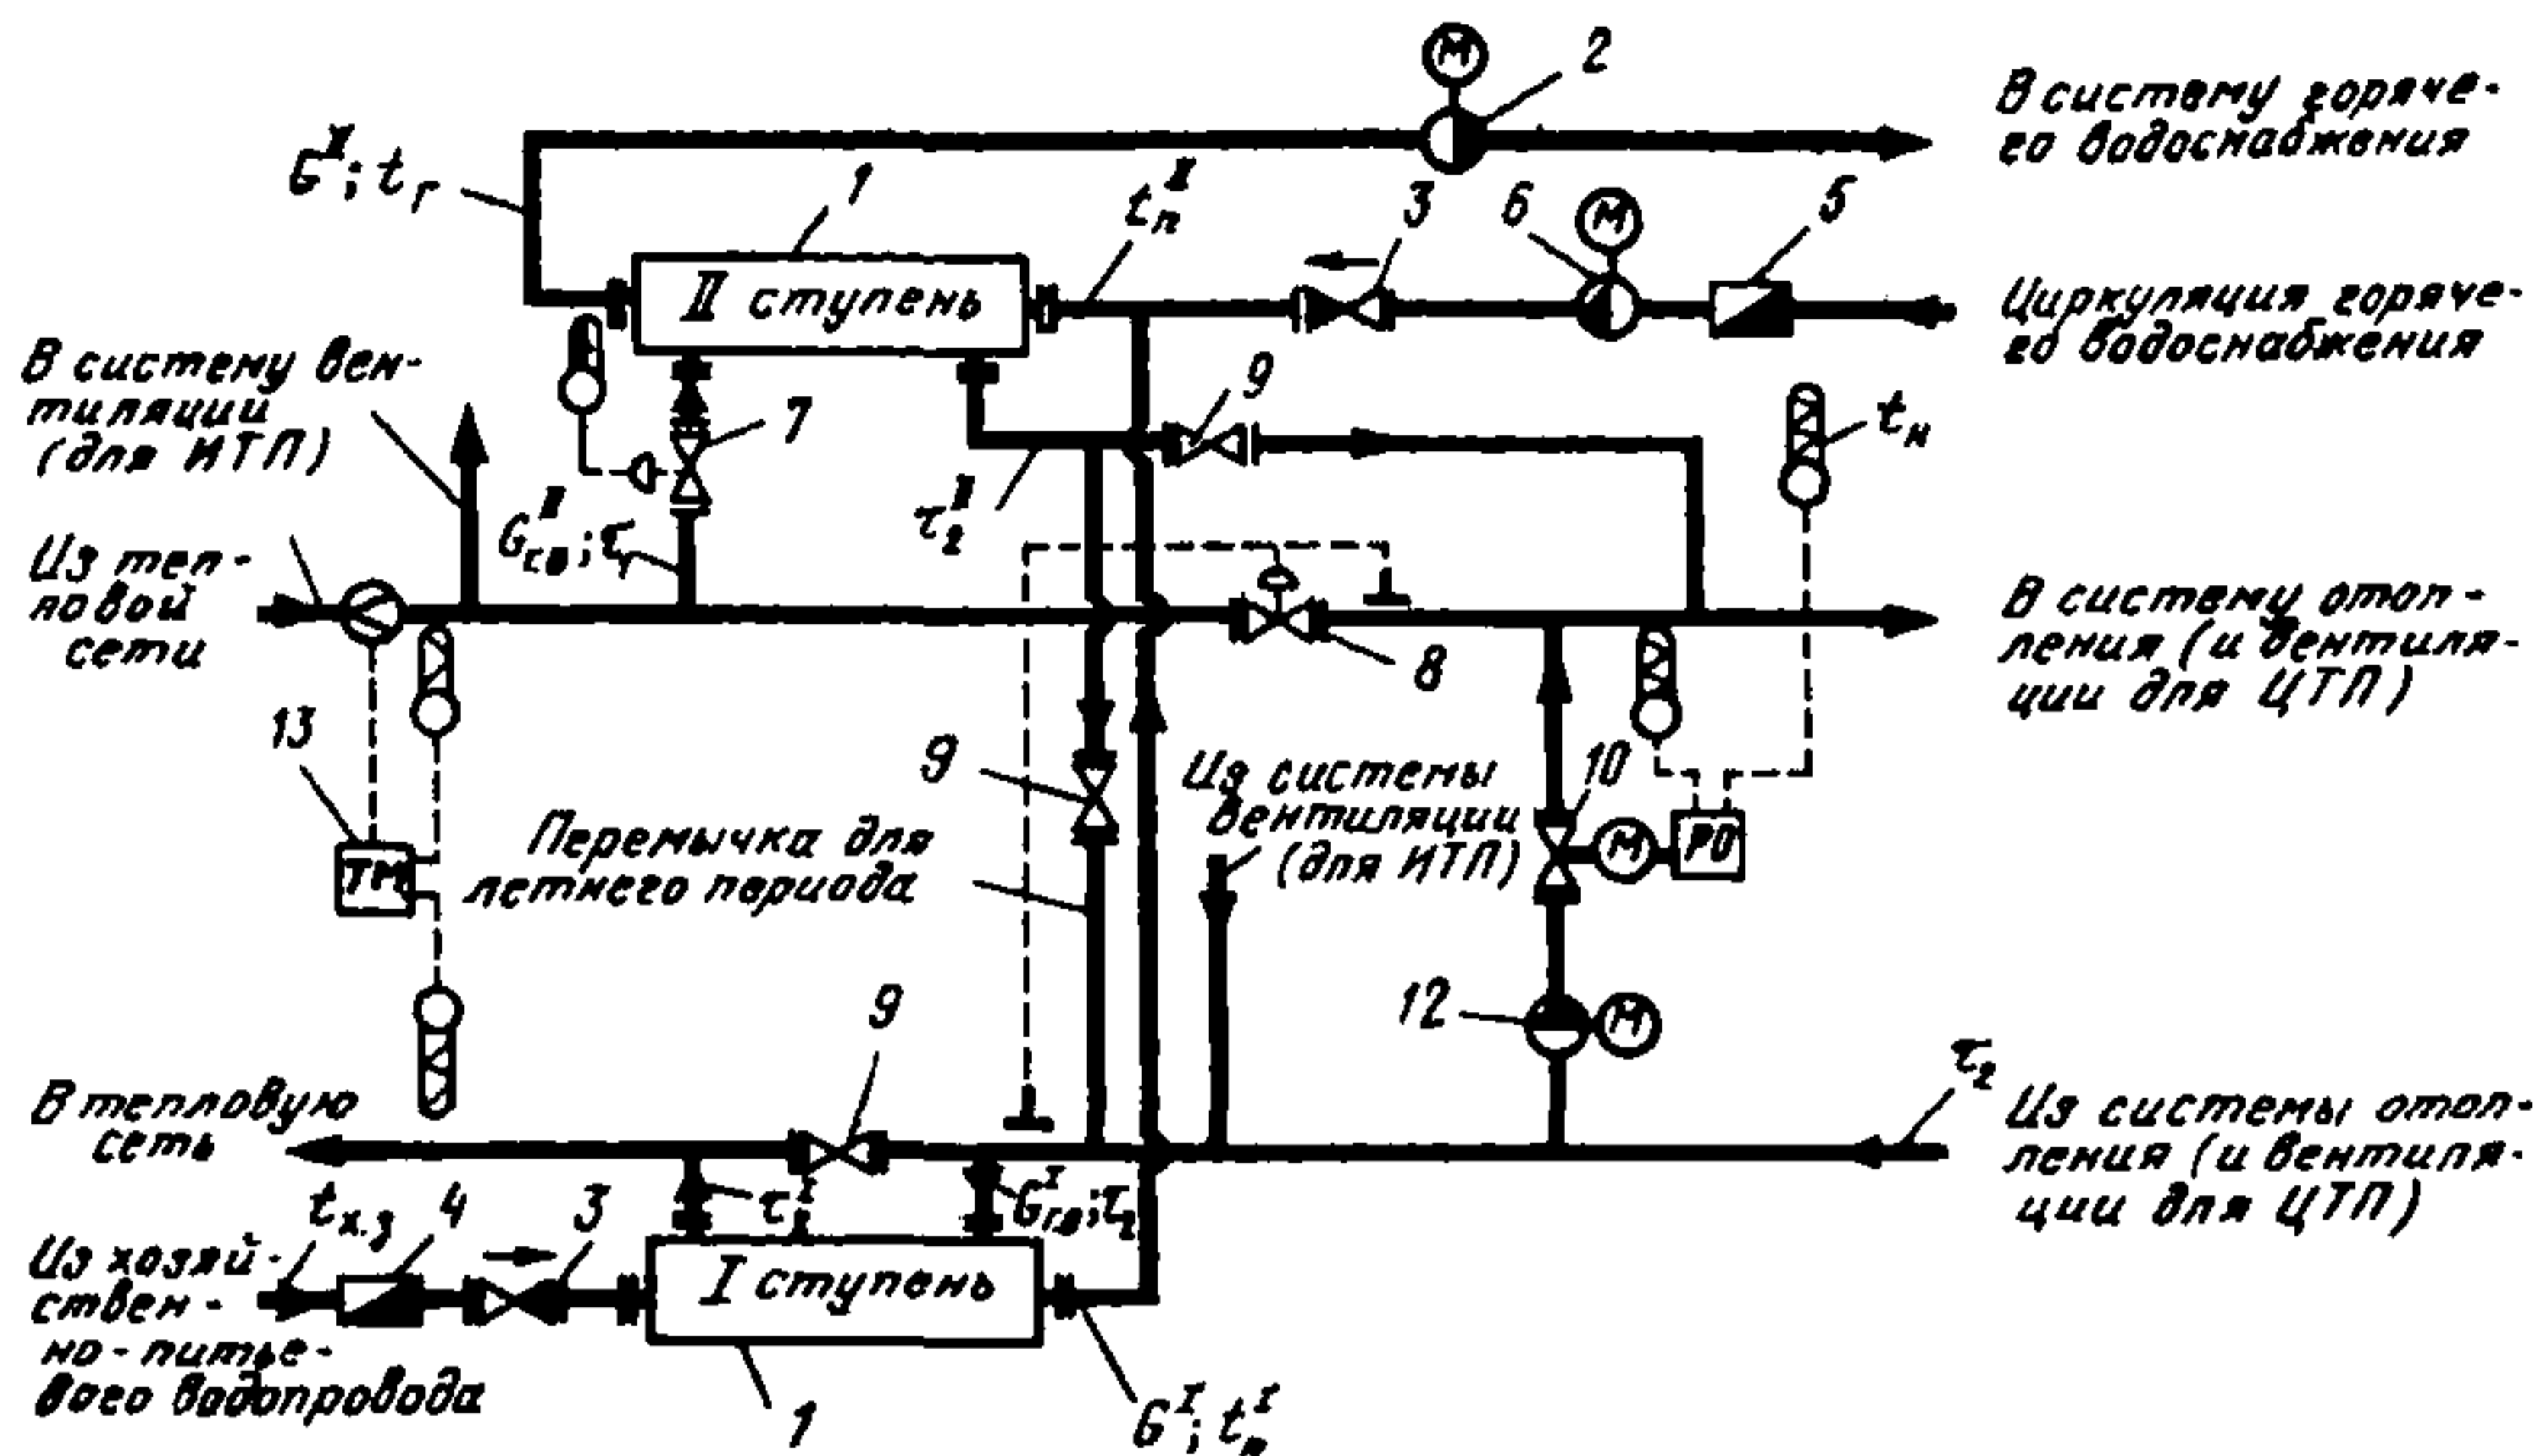 M
2
В систему горяче-
го водоснабжения
G^II; t_г
1
t_п^II
3
6
M
5
II ступень
Циркуляция горяче-
го водоснабжения
В систему вен-
тиляции
(для ИТП)
7
9
t_н
G_гв^II; τ_1
τ_2^II
Из теп-
ловой
сети
В систему отоп-
ления (и вентиля-
ции для ЦТП)
8
13
9
Из системы
вентиляции
(для ИТП)
10
M
РО
ТМ
Перемычка для
летнего периода
12
M
9
τ_2
В тепловую
сеть
Из системы отоп-
ления (и вентиля-
ции для ЦТП)
t_х.з
4
3
τ_2^I
G_гв^I; τ_2
Из хозяй-
ствен-
но-питье-
вого водопровода
I ступень
1
G^I; t_п^I